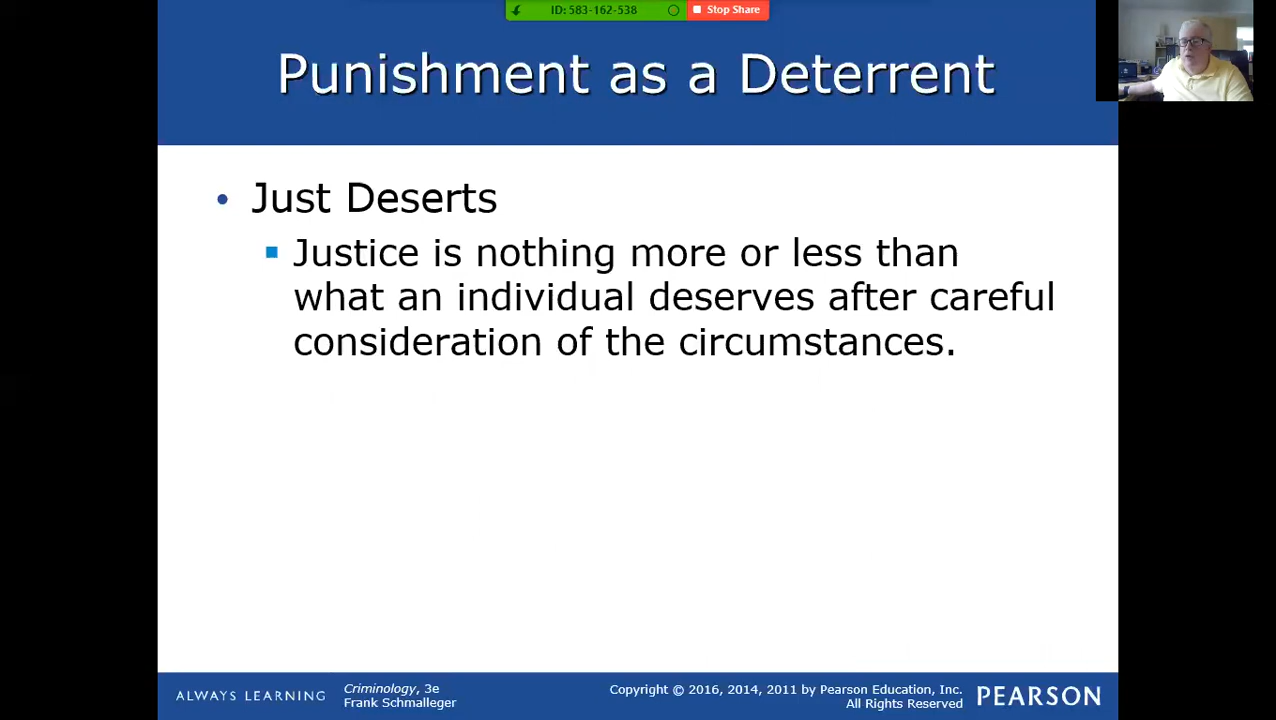 ID: 583-162-538
Stop Share
Punishment as a Deterrent
• Just Deserts
▪ Justice is nothing more or less than
what an individual deserves after careful
consideration of the circumstances.
ALWAYS LEARNING
Criminology, 3e
Frank Schmalleger
Copyright © 2016, 2014, 2011 by Pearson Education, Inc.
All Rights Reserved
PEARSON